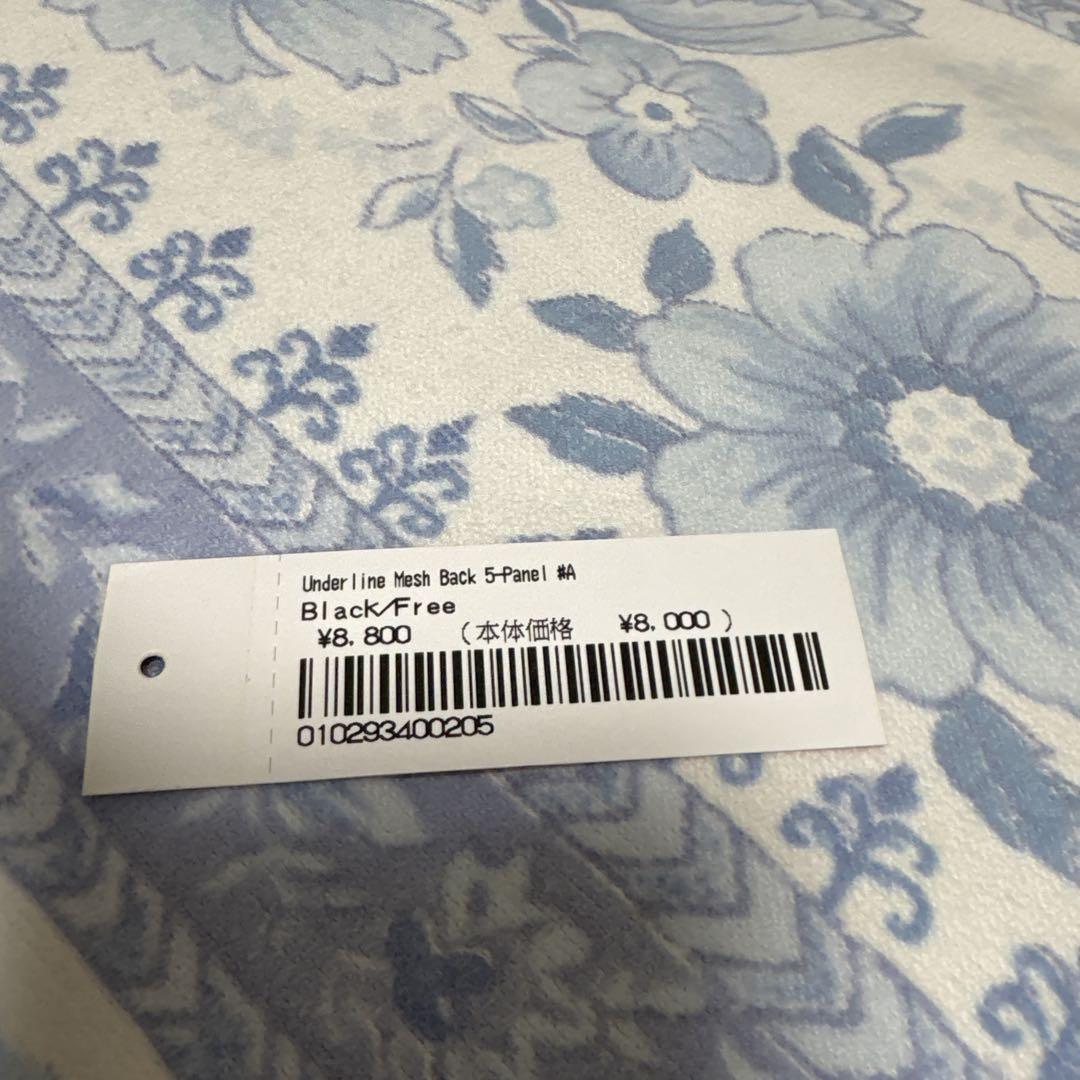 Underline Mesh Back 5-Panel #A
Black/Free
¥8,800 (本体価格 ¥8,000)
010293400205